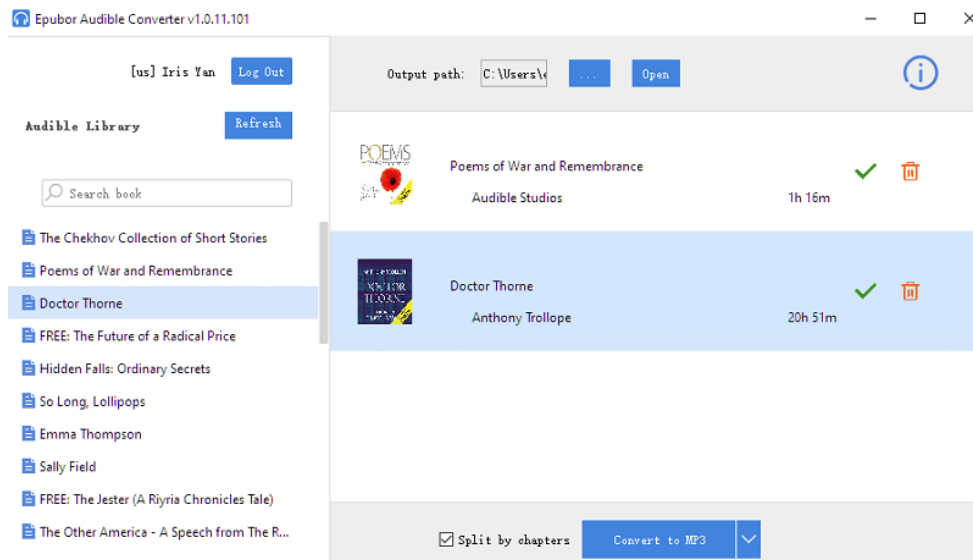 Epubor Audible Converter v1.0.11.101
[us] Iris Yan
Log Out
Audible Library
Refresh
Search book
The Chekhov Collection of Short Stories
Poems of War and Remembrance
Doctor Thorne
FREE: The Future of a Radical Price
Hidden Falls: Ordinary Secrets
So Long, Lollipops
Emma Thompson
Sally Field
FREE: The Jester (A Riyria Chronicles Tale)
The Other America - A Speech from The R...
Output path:
C:\Users\e
...
Open
POEMS
Poems of War and Remembrance
Audible Studios
1h 16m
DOCTOR
THORNE
Doctor Thorne
Anthony Trollope
20h 51m
Split by chapters
Convert to MP3